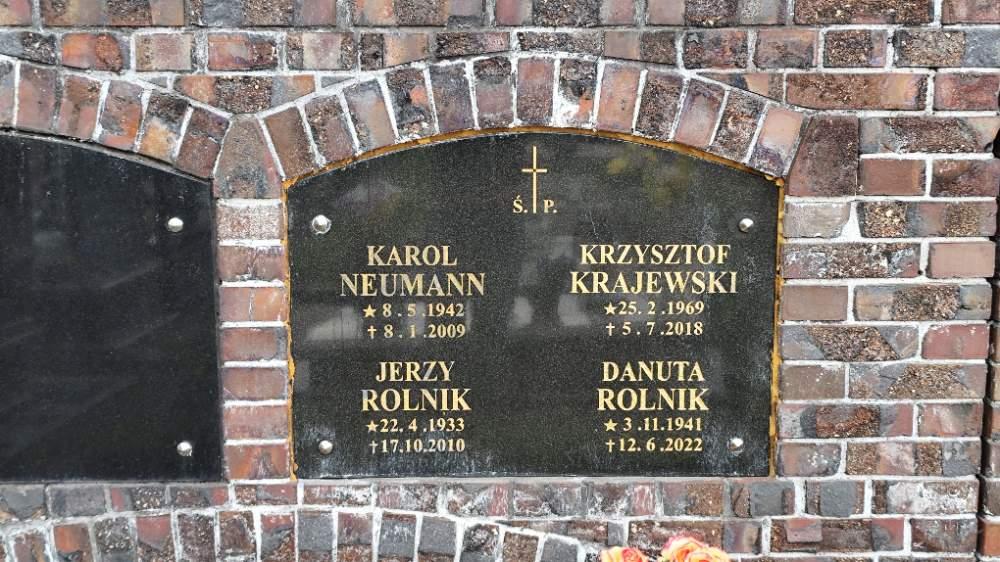 Ś. P.
KAROL
NEUMANN
★ 8 . 5 . 1942
† 8 . 1 . 2009
JERZY
ROLNIK
★ 22. 4 . 1933
† 17.10.2010
KRZYSZTOF
KRAJEWSKI
★ 25. 2 . 1969
† 5 . 7 . 2018
DANUTA
ROLNIK
★ 3 .11.1941
† 12. 6 .2022